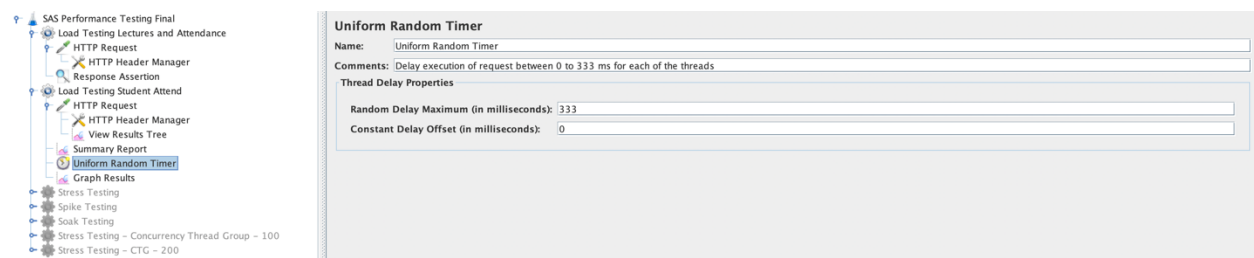 SAS Performance Testing Final
Load Testing Lectures and Attendance
HTTP Request
HTTP Header Manager
Response Assertion
Load Testing Student Attend
HTTP Request
HTTP Header Manager
View Results Tree
Summary Report
Uniform Random Timer
Graph Results
Stress Testing
Spike Testing
Soak Testing
Stress Testing - Concurrency Thread Group - 100
Stress Testing - CTG - 200
Uniform Random Timer
Name: Uniform Random Timer
Comments: Delay execution of request between 0 to 333 ms for each of the threads
Thread Delay Properties
Random Delay Maximum (in milliseconds): 333
Constant Delay Offset (in milliseconds): 0